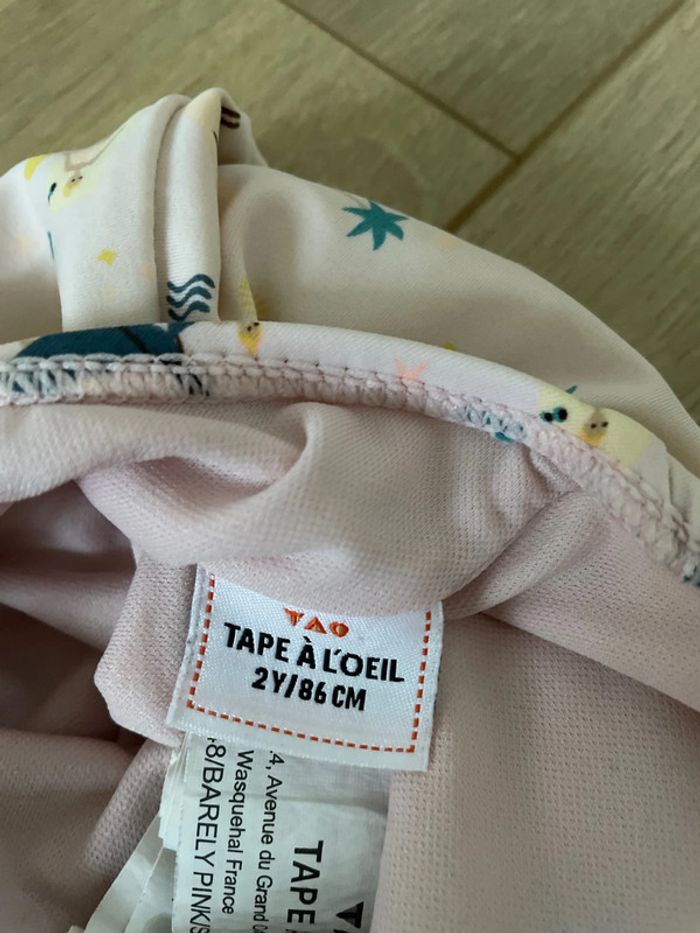 TAO
TAPE À L'OEIL
2Y/86 CM
TAPE
4, Avenue du Grand
Wasquehal France
8/BARELY PINK/S